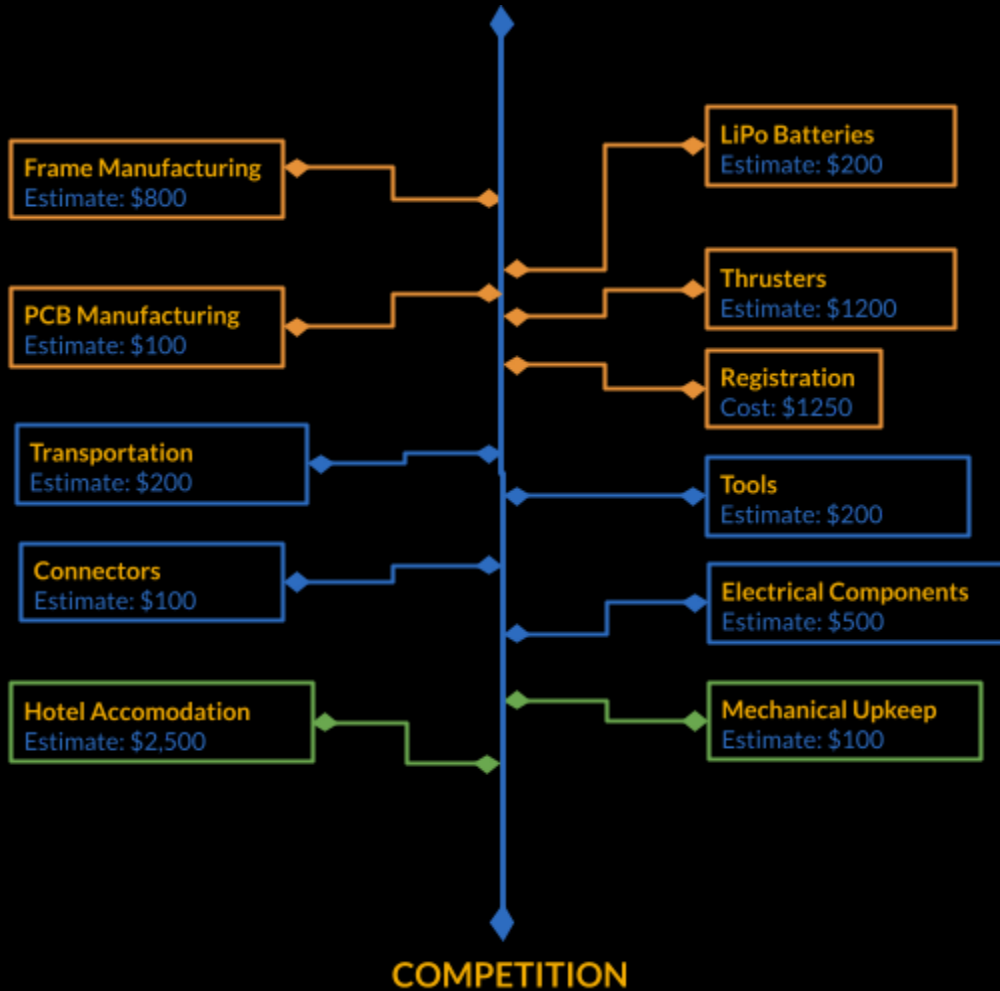 Frame Manufacturing
Estimate: $800
LiPo Batteries
Estimate: $200
PCB Manufacturing
Estimate: $100
Thrusters
Estimate: $1200
Registration
Cost: $1250
Transportation
Estimate: $200
Tools
Estimate: $200
Connectors
Estimate: $100
Electrical Components
Estimate: $500
Hotel Accomodation
Estimate: $2,500
Mechanical Upkeep
Estimate: $100
COMPETITION